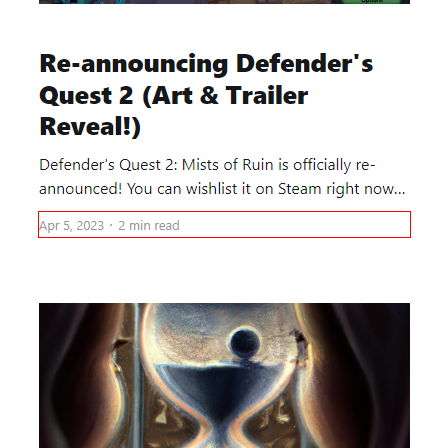 Re-announcing Defender's
Quest 2 (Art & Trailer
Reveal!)
Defender's Quest 2: Mists of Ruin is officially re-
announced! You can wishlist it on Steam right now...
Apr 5, 2023 · 2 min read